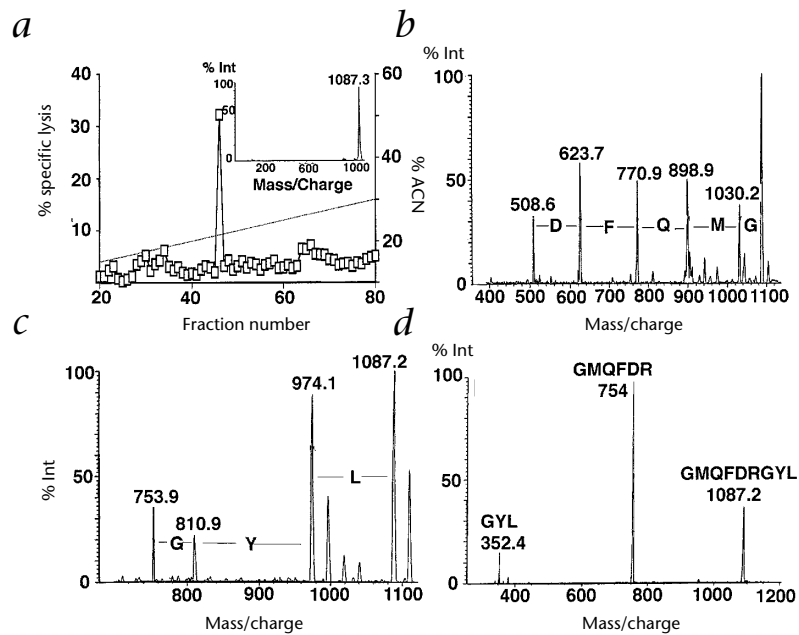 a
% specific lysis
40
30
20
10
% Int
100
50
0
1087.3
200 600 1000
Mass/Charge
60
40
20
% ACN
20 40 60 80
Fraction number
b
% Int
100
50
0
508.6
623.7
770.9
898.9
1030.2
D F Q M G
400 500 600 700 800 900 1000 1100
Mass/charge
c
% Int
100
50
0
753.9
810.9
974.1
1087.2
G Y L
800 900 1000 1100
Mass/charge
d
% Int
100
50
0
GMQFDR
754
GMQFDRGYL
1087.2
GYL
352.4
400 600 800 1000 1200
Mass/charge